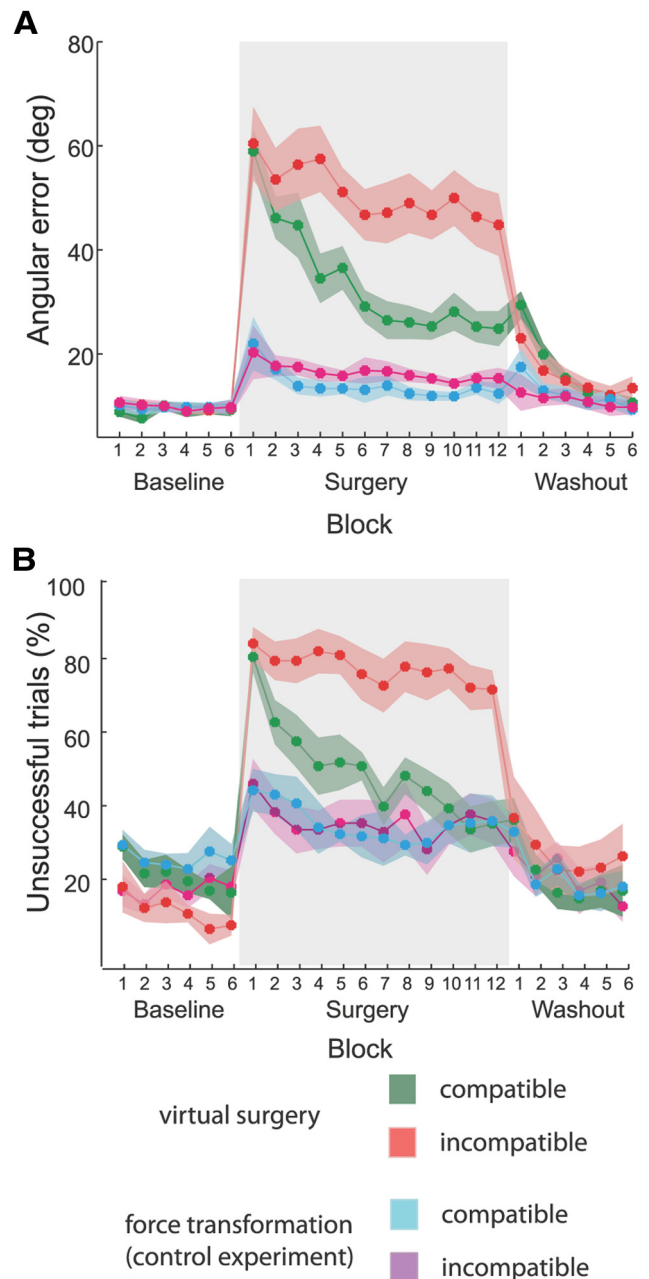 A
80
60
40
20
Angular error (deg)
1 2 3 4 5 6 1 2 3 4 5 6 7 8 9 10 11 12 1 2 3 4 5 6
Baseline Surgery Washout
Block
B
100
80
60
40
20
Unsuccessful trials (%)
1 2 3 4 5 6 1 2 3 4 5 6 7 8 9 10 11 12 1 2 3 4 5 6
Baseline Surgery Washout
Block
virtual surgery
compatible
incompatible
force transformation
(control experiment)
compatible
incompatible